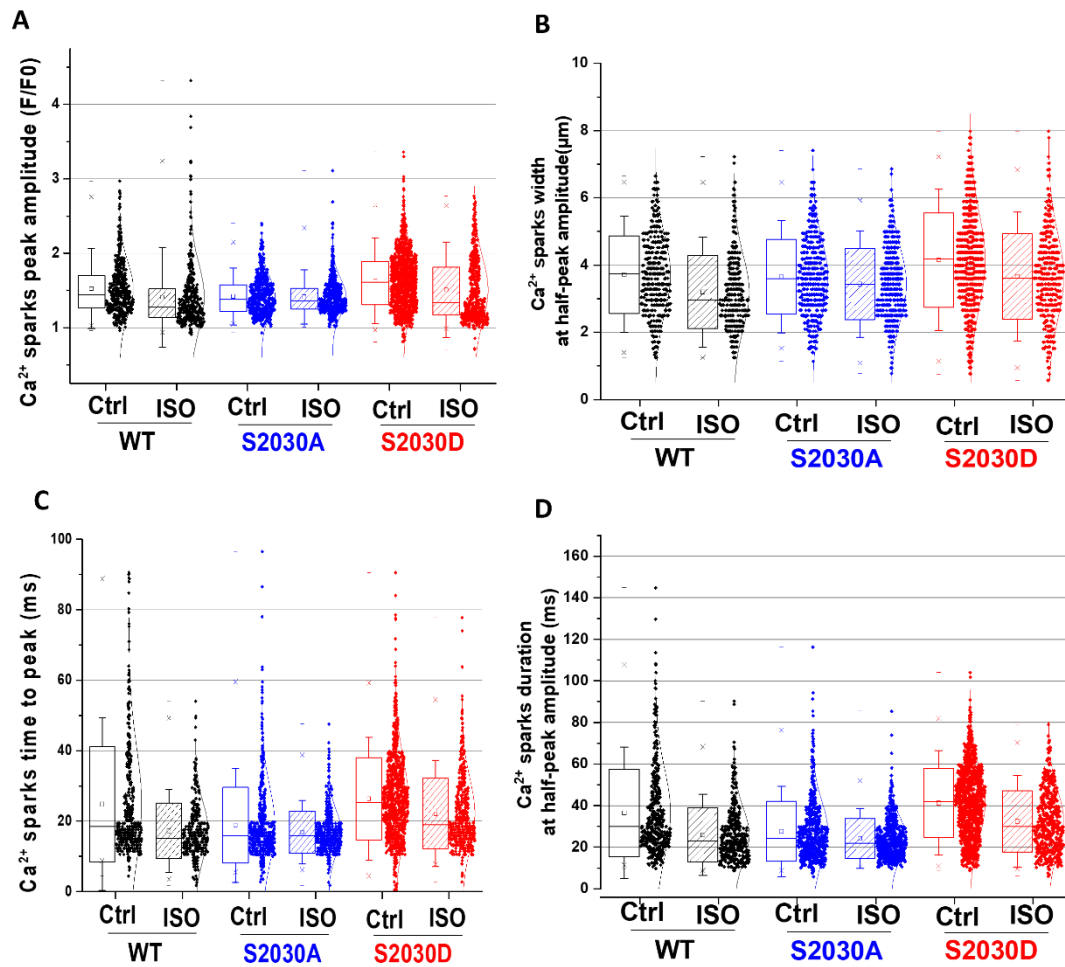 A
Ca2+ sparks peak amplitude (F/F0)
4
3
2
1
Ctrl ISO Ctrl ISO Ctrl ISO
WT S2030A S2030D
B
Ca2+ sparks width
at half-peak amplitude(μm)
10
8
6
4
2
0
Ctrl ISO Ctrl ISO Ctrl ISO
WT S2030A S2030D
C
Ca2+ sparks time to peak (ms)
100
80
60
40
20
0
Ctrl ISO Ctrl ISO Ctrl ISO
WT S2030A S2030D
D
Ca2+ sparks duration
at half-peak amplitude (ms)
160
140
120
100
80
60
40
20
0
Ctrl ISO Ctrl ISO Ctrl ISO
WT S2030A S2030D